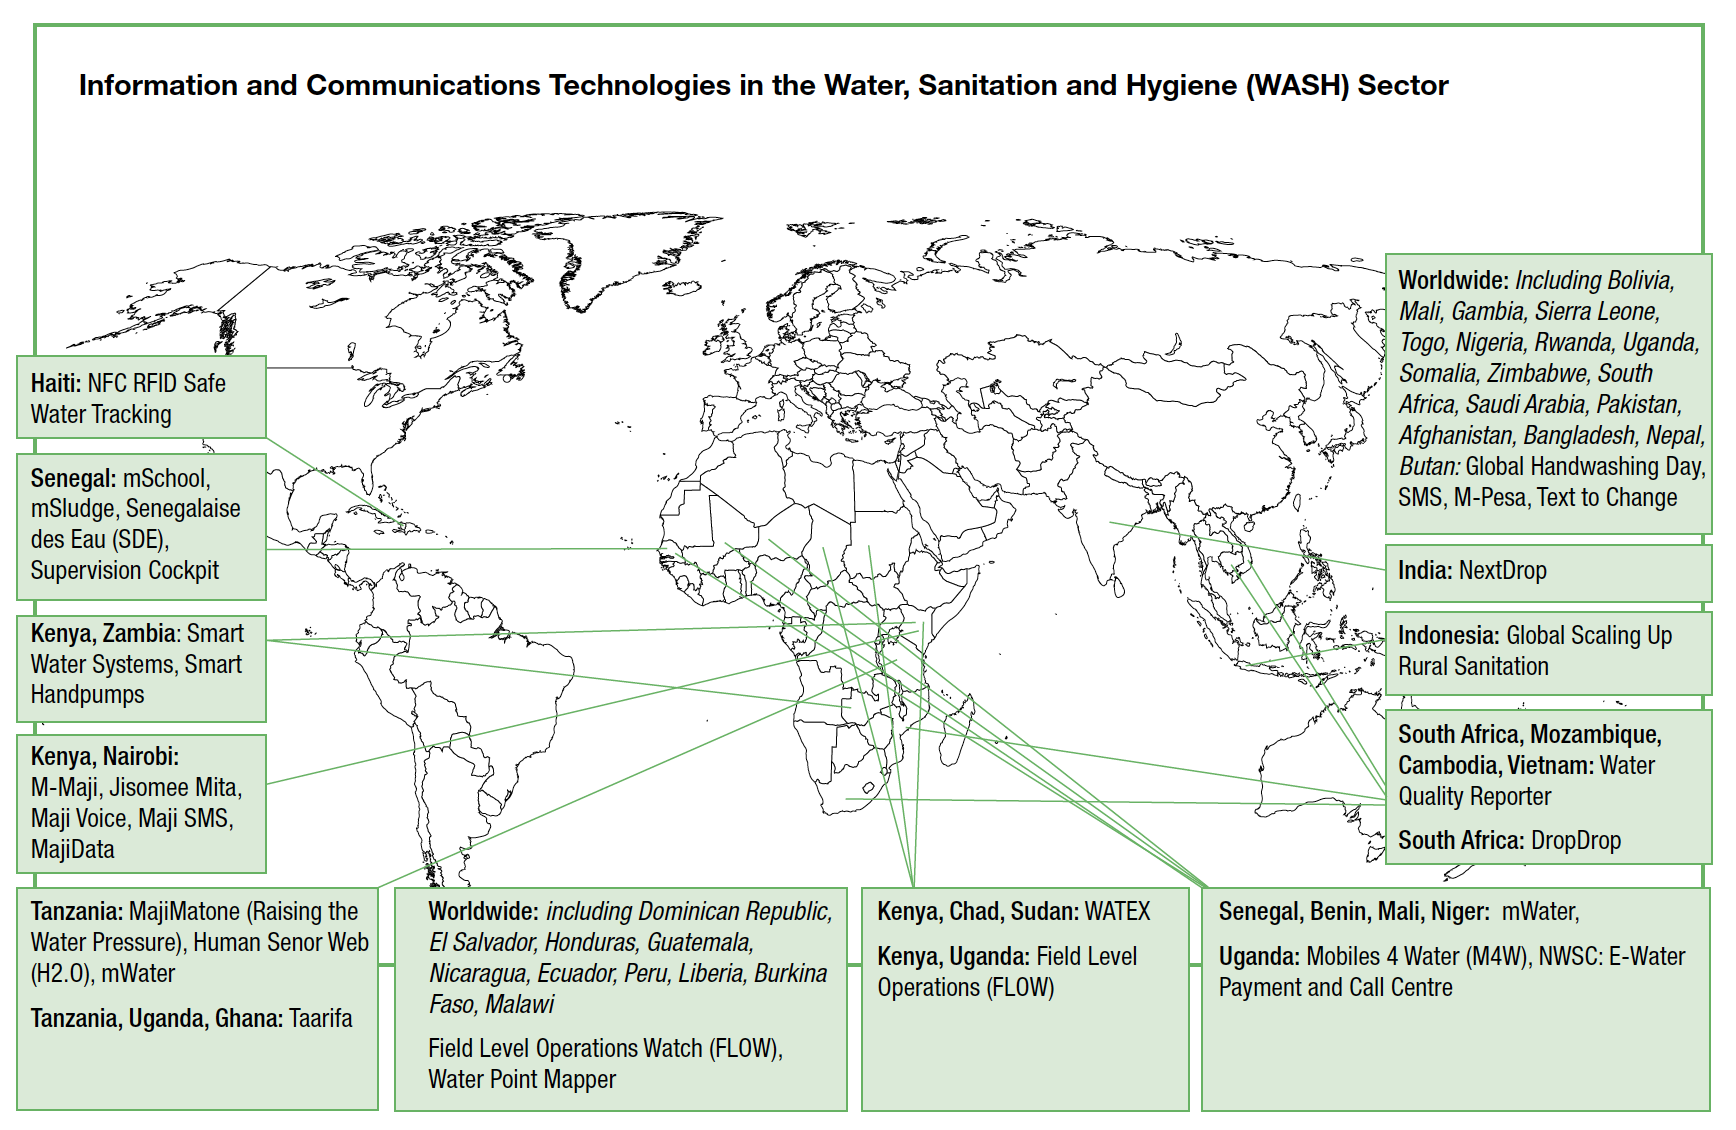 Information and Communications Technologies in the Water, Sanitation and Hygiene (WASH) Sector
Haiti: NFC RFID Safe
Water Tracking
Senegal: mSchool,
mSludge, Senegalaise
des Eau (SDE),
Supervision Cockpit
Kenya, Zambia: Smart
Water Systems, Smart
Handpumps
Kenya, Nairobi:
M-Maji, Jisomee Mita,
Maji Voice, Maji SMS,
MajiData
Tanzania: MajiMatone (Raising the
Water Pressure), Human Senor Web
(H2.O), mWater
Tanzania, Uganda, Ghana: Taarifa
Worldwide: including Dominican Republic,
El Salvador, Honduras, Guatemala,
Nicaragua, Ecuador, Peru, Liberia, Burkina
Faso, Malawi
Field Level Operations Watch (FLOW),
Water Point Mapper
Kenya, Chad, Sudan: WATEX
Kenya, Uganda: Field Level
Operations (FLOW)
Senegal, Benin, Mali, Niger: mWater,
Uganda: Mobiles 4 Water (M4W), NWSC: E-Water
Payment and Call Centre
Worldwide: Including Bolivia,
Mali, Gambia, Sierra Leone,
Togo, Nigeria, Rwanda, Uganda,
Somalia, Zimbabwe, South
Africa, Saudi Arabia, Pakistan,
Afghanistan, Bangladesh, Nepal,
Butan: Global Handwashing Day,
SMS, M-Pesa, Text to Change
India: NextDrop
Indonesia: Global Scaling Up
Rural Sanitation
South Africa, Mozambique,
Cambodia, Vietnam: Water
Quality Reporter
South Africa: DropDrop